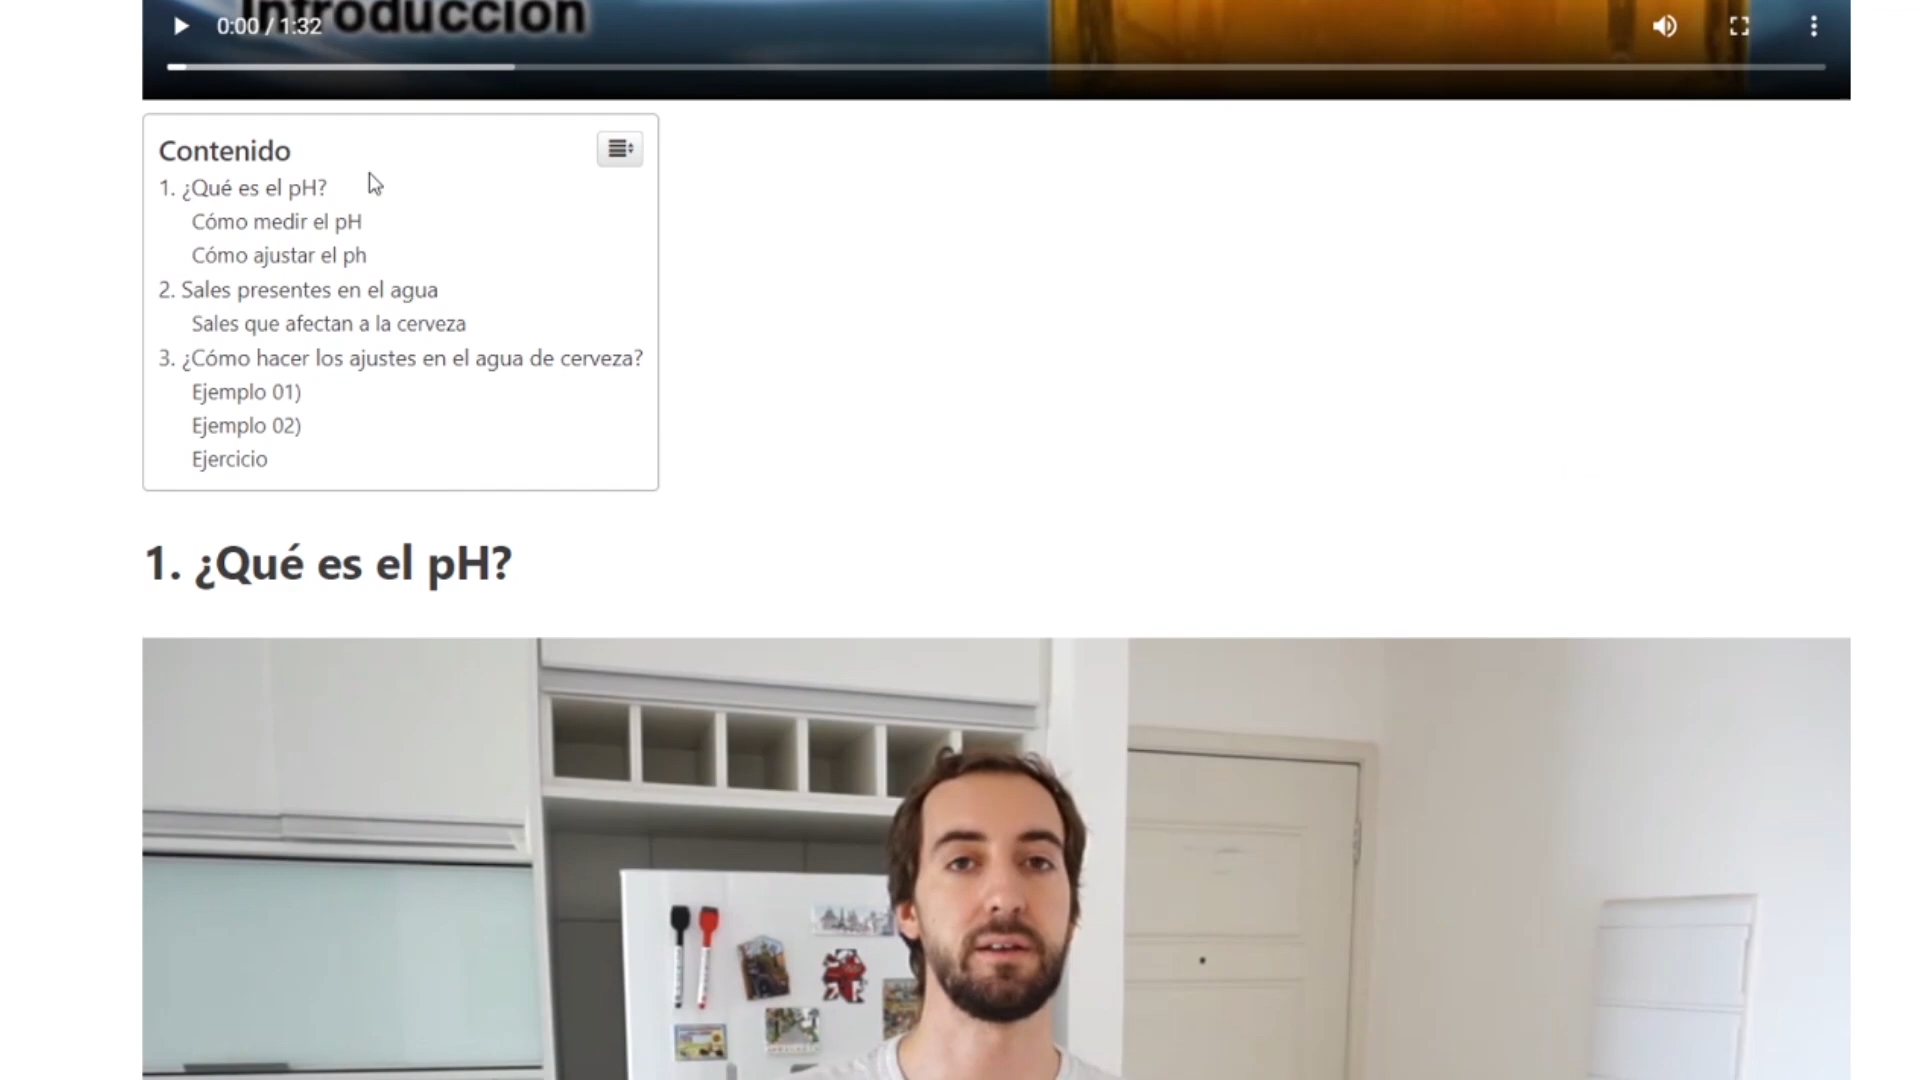 Introducción
0:00 / 1:32
Contenido
1. ¿Qué es el pH?
Cómo medir el pH
Cómo ajustar el ph
2. Sales presentes en el agua
Sales que afectan a la cerveza
3. ¿Cómo hacer los ajustes en el agua de cerveza?
Ejemplo 01)
Ejemplo 02)
Ejercicio
1. ¿Qué es el pH?